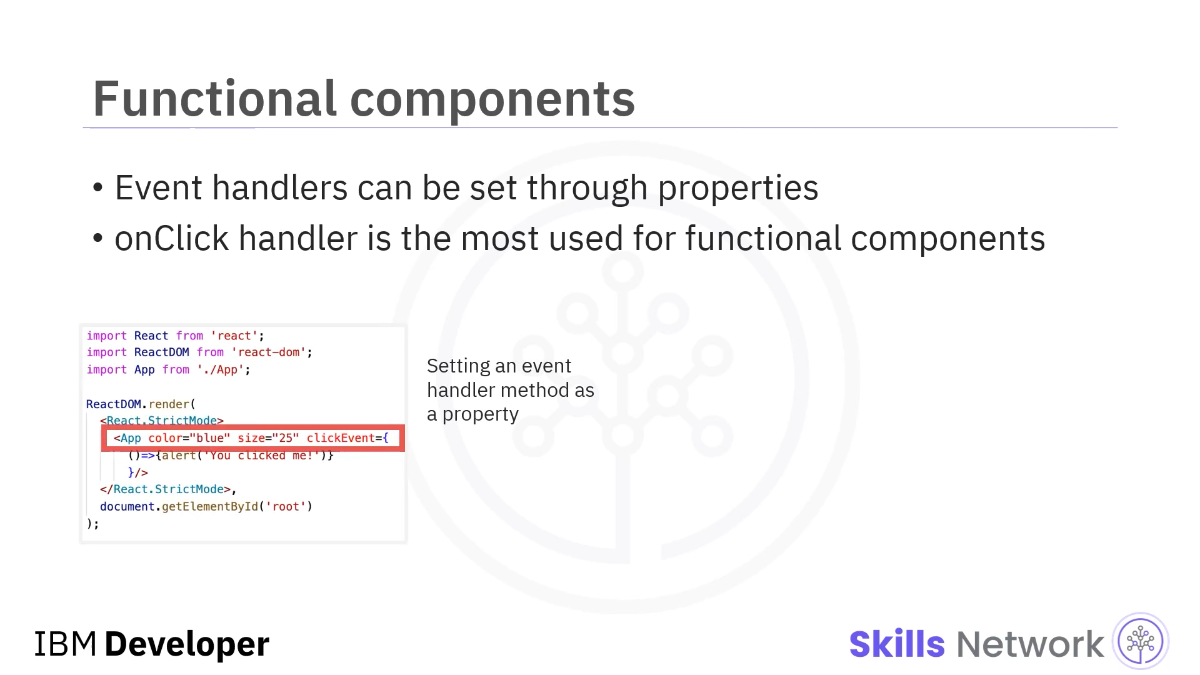 Functional components
• Event handlers can be set through properties
• onClick handler is the most used for functional components
import React from 'react';
import ReactDOM from 'react-dom';
import App from './App';
ReactDOM.render(
<React.StrictMode>
<App color="blue" size="25" clickEvent={
()=>{alert('You clicked me!')}
}/>
</React.StrictMode>,
document.getElementById('root')
);
Setting an event
handler method as
a property
IBM Developer
Skills Network